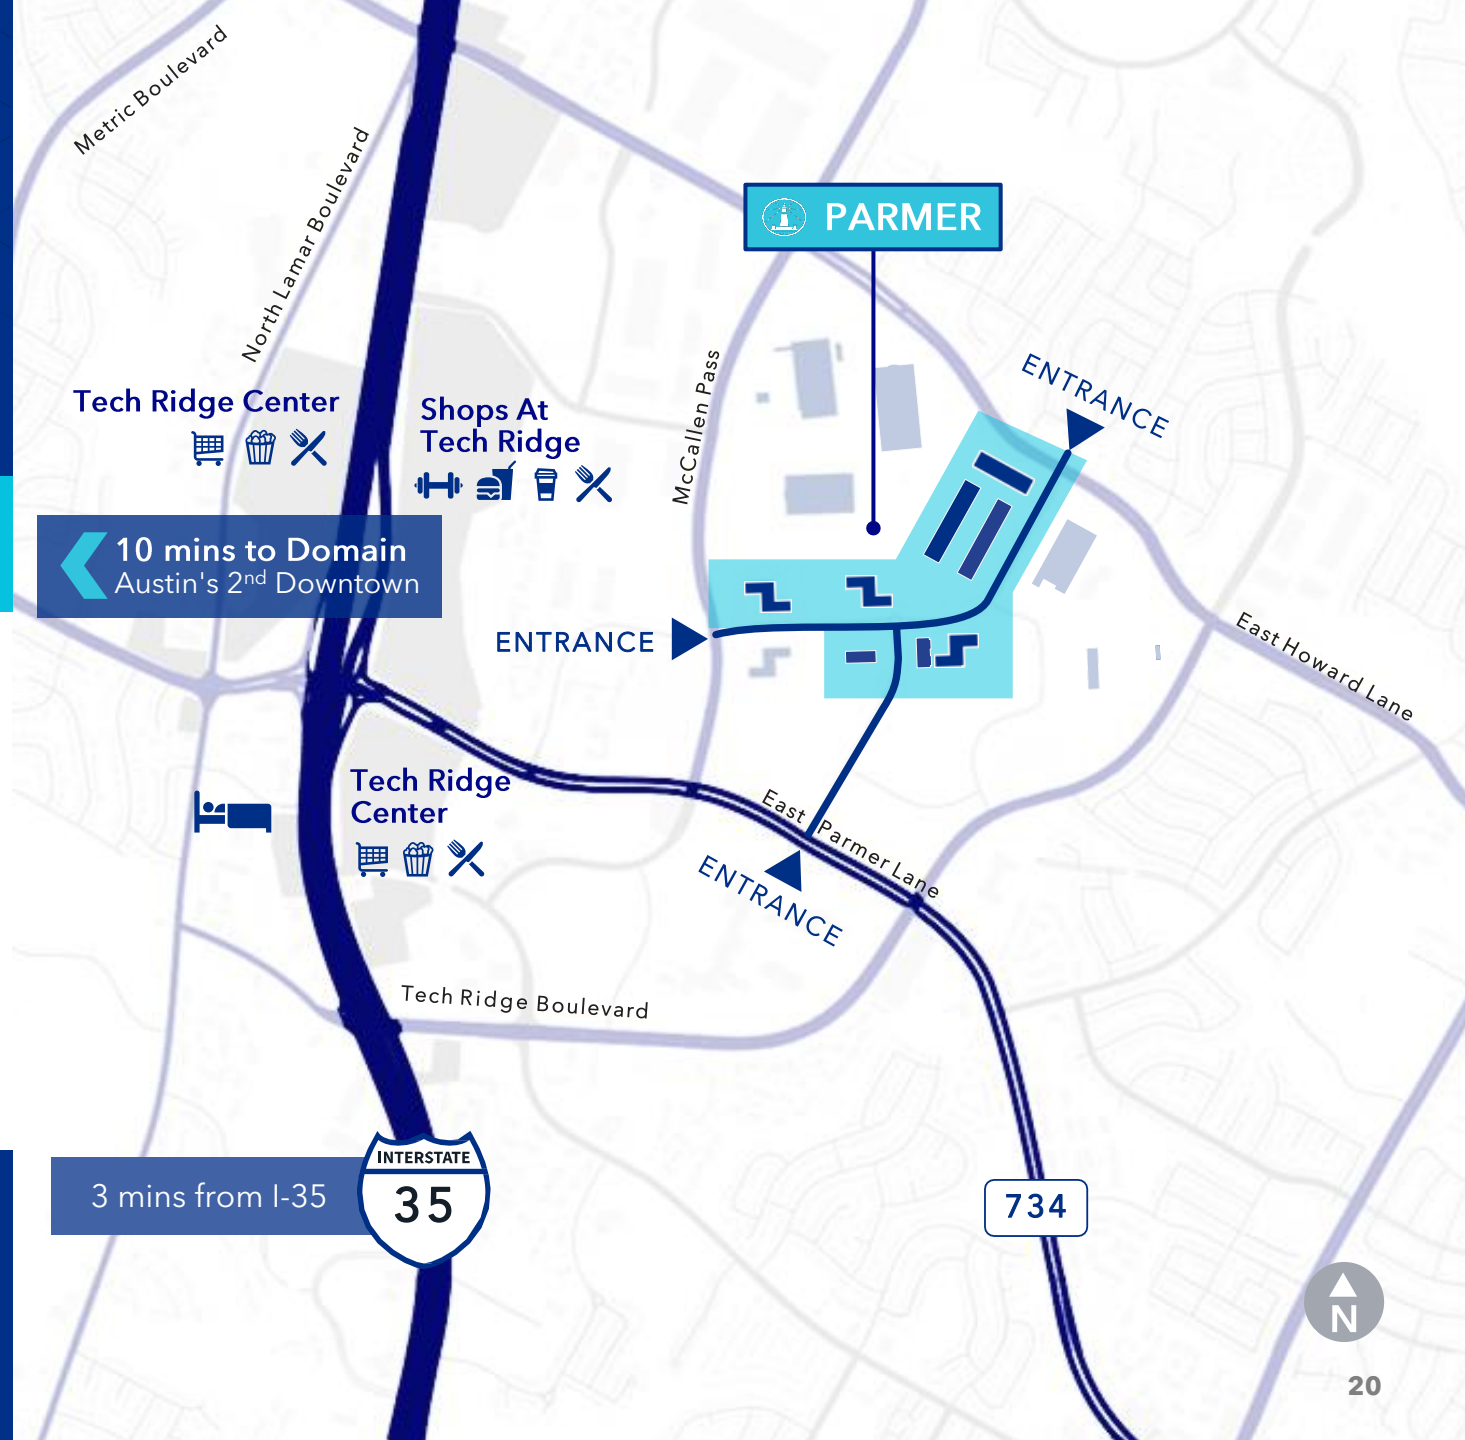 Metric Boulevard
North Lamar Boulevard
PARMER
McCallen Pass
ENTRANCE
Tech Ridge Center
Shops At
Tech Ridge
10 mins to Domain
Austin's 2nd Downtown
ENTRANCE
East Howard Lane
Tech Ridge
Center
East Parmer Lane
ENTRANCE
Tech Ridge Boulevard
INTERSTATE
35
3 mins from I-35
734
N
20